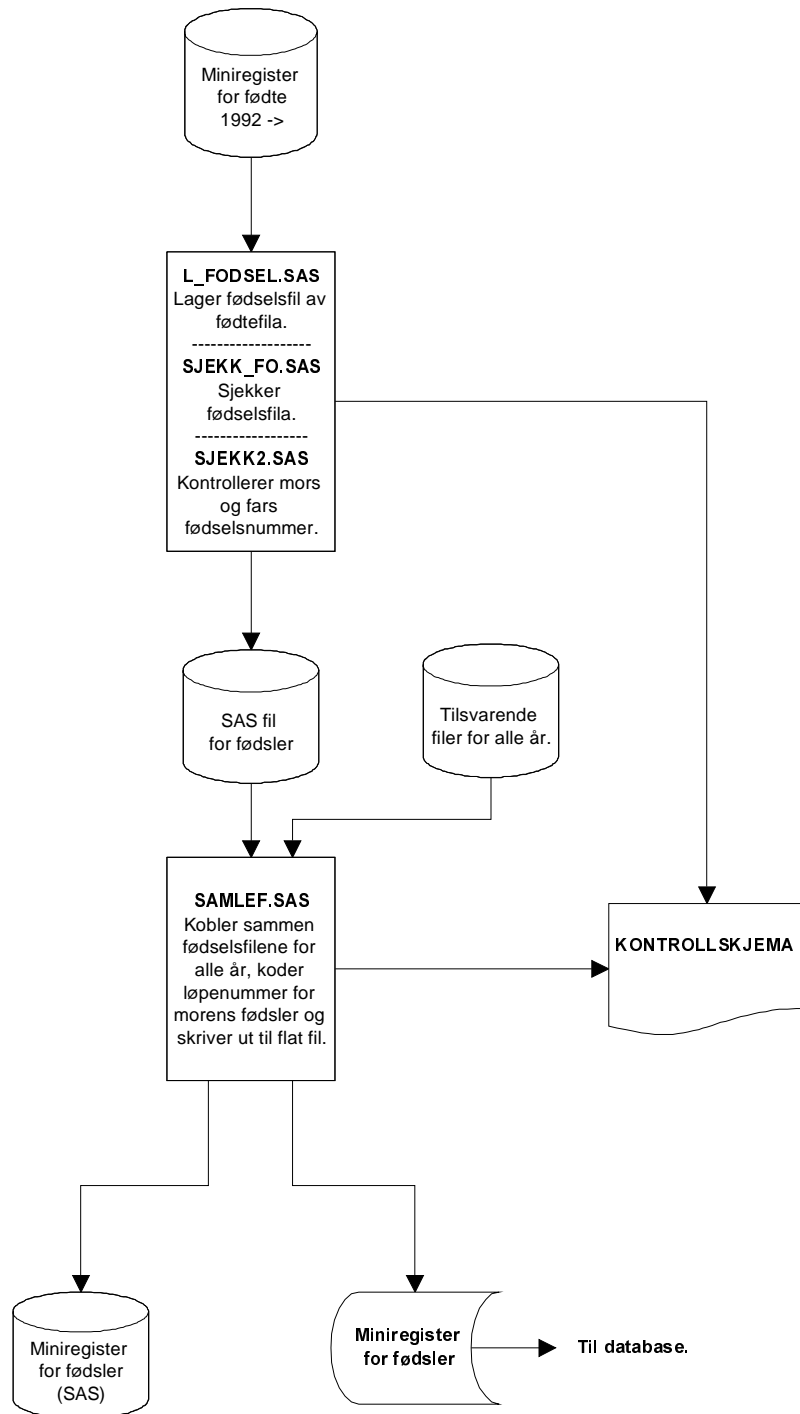 Miniregister
for fødte
1992 ->
L_FODSEL.SAS
Lager fødselsfil av
fødtefila.
-------------------
SJEKK_FO.SAS
Sjekker
fødselsfila.
------------------
SJEKK2.SAS
Kontrollerer mors
og fars
fødselsnummer.
SAS fil
for fødsler
Tilsvarende
filer for alle år.
SAMLEF.SAS
Kobler sammen
fødselsfilene for
alle år, koder
løpenummer for
morens fødsler og
skriver ut til flat fil.
KONTROLLSKJEMA
Miniregister
for fødsler
(SAS)
Miniregister
for fødsler
Til database.